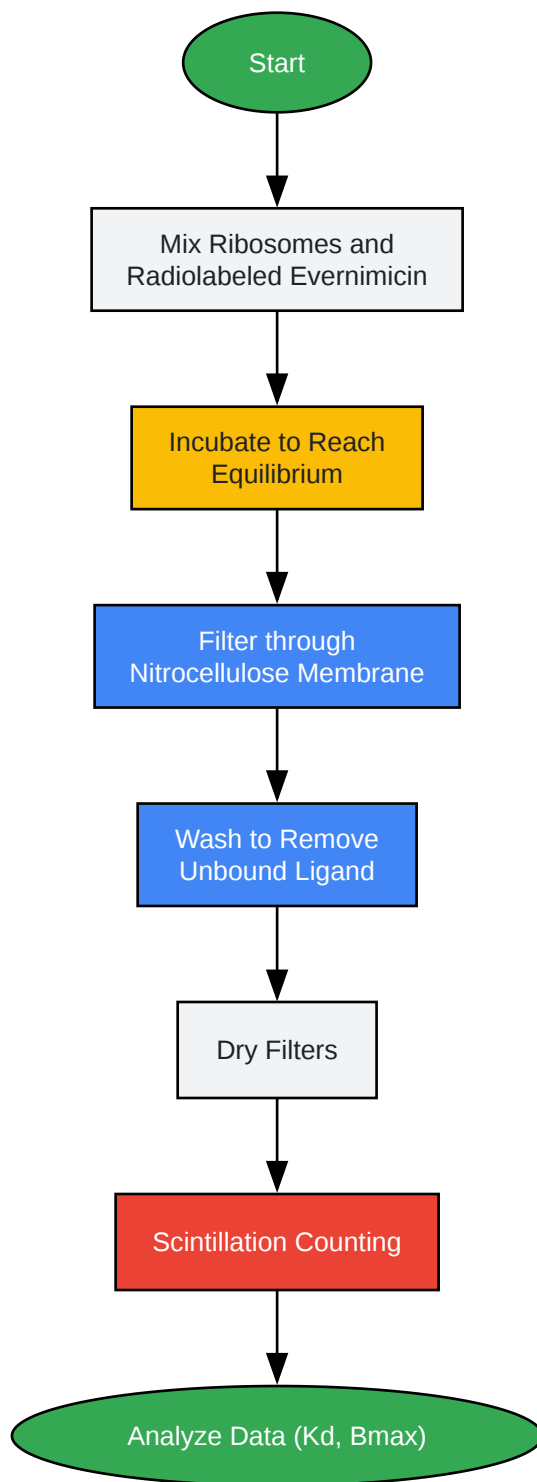 Start
Mix Ribosomes and
Radiolabeled Evernimicin
Incubate to Reach
Equilibrium
Filter through
Nitrocellulose Membrane
Wash to Remove
Unbound Ligand
Dry Filters
Scintillation Counting
Analyze Data (Kd, Bmax)